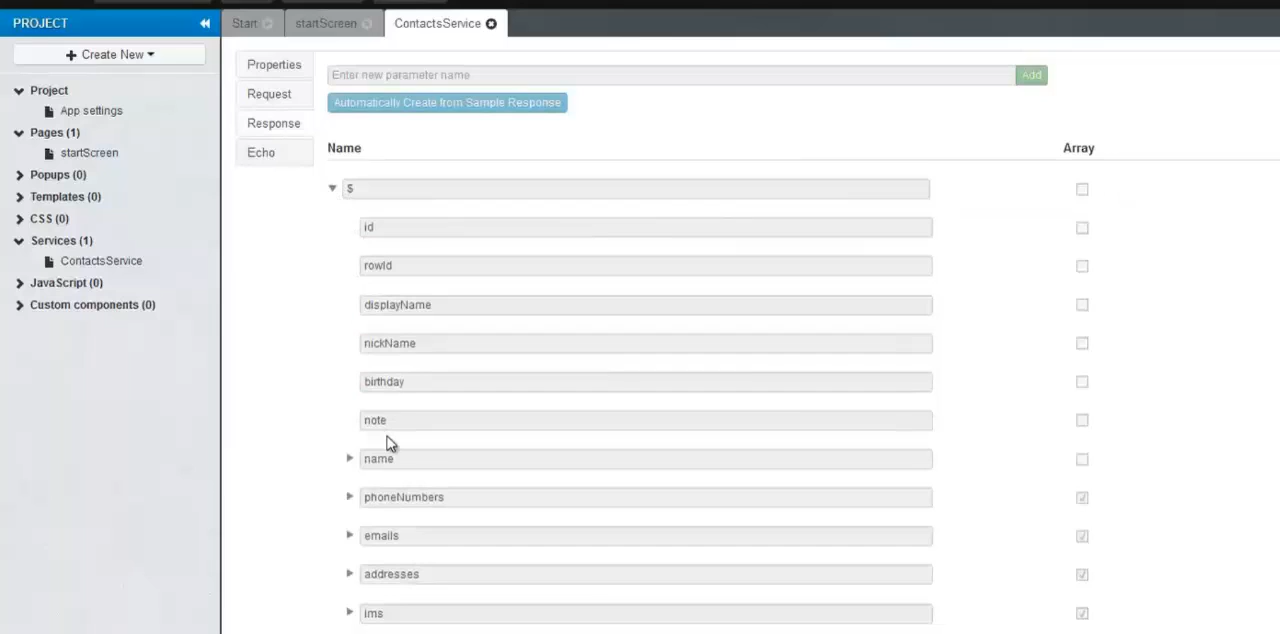 PROJECT
Start
startScreen
ContactsService
Create New
Project
App settings
Pages (1)
startScreen
Popups (0)
Templates (0)
CSS (0)
Services (1)
ContactsService
JavaScript (0)
Custom components (0)
Properties
Request
Response
Echo
Enter new parameter name
Add
Automatically Create from Sample Response
Name
Array
$
id
rowId
displayName
nickName
birthday
note
name
phoneNumbers
emails
addresses
ims